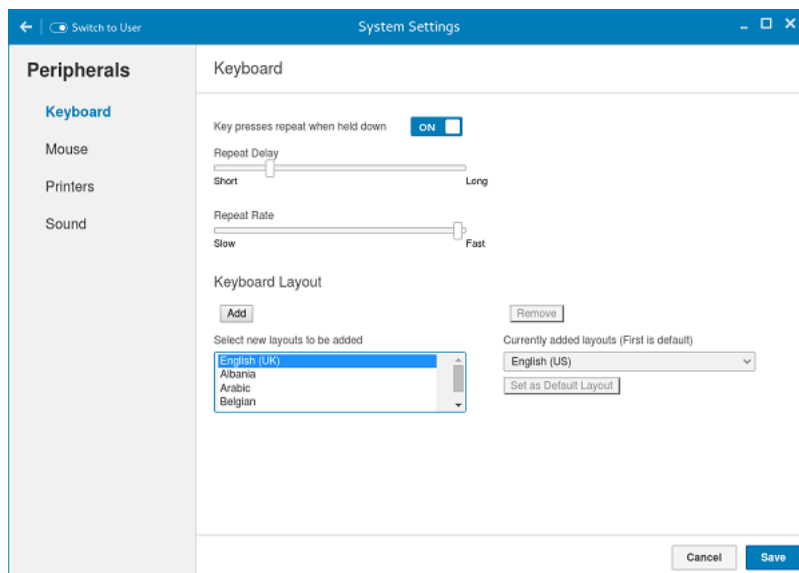 Switch to User
System Settings
Peripherals
Keyboard
Mouse
Printers
Sound
Keyboard
Key presses repeat when held down
ON
Repeat Delay
Short
Long
Repeat Rate
Slow
Fast
Keyboard Layout
Add
Remove
Select new layouts to be added
Currently added layouts (First is default)
English (UK)
Albania
Arabic
Belgian
English (US)
Set as Default Layout
Cancel
Save